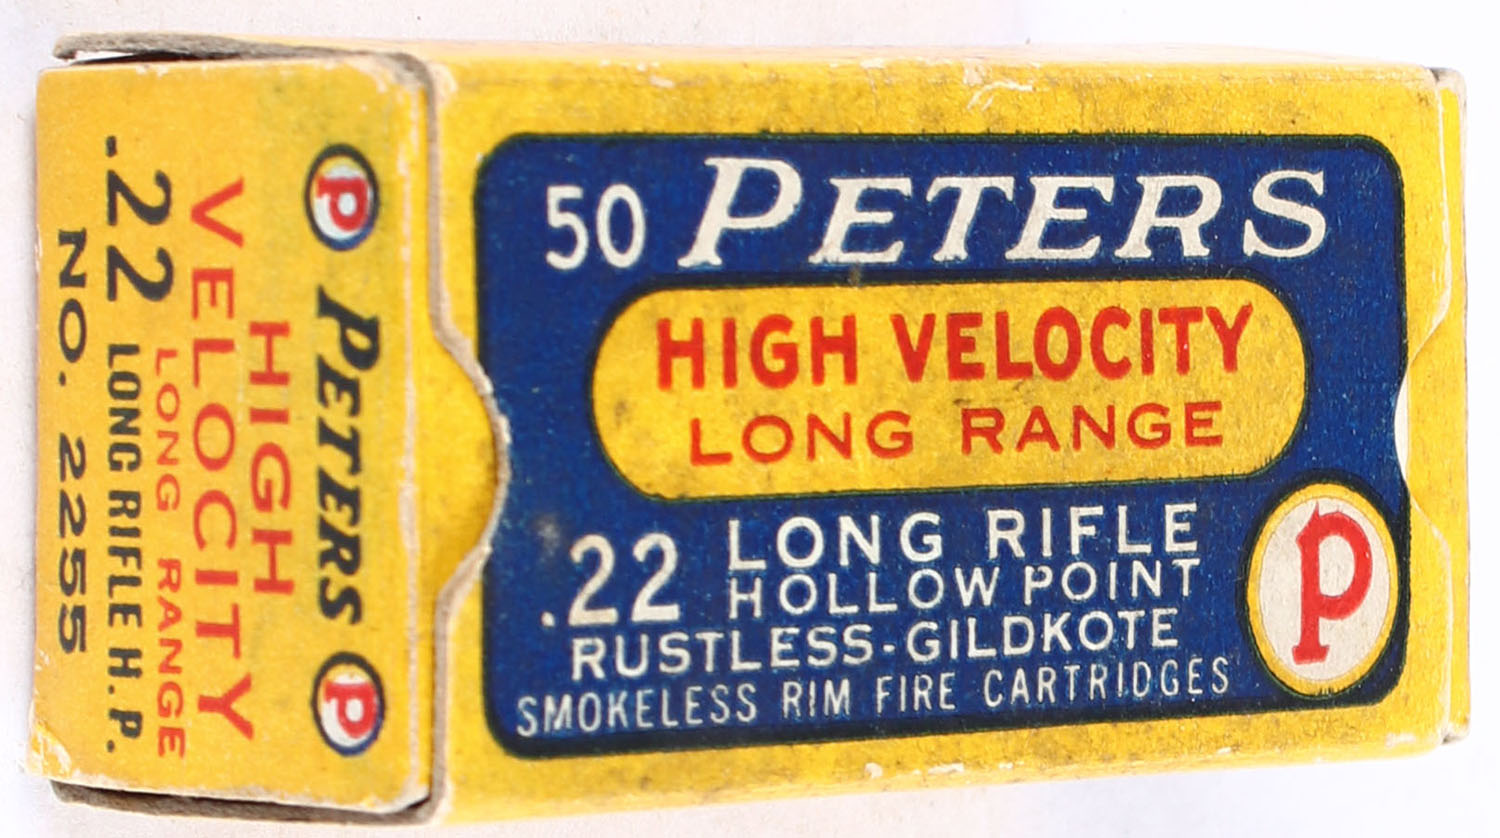 50 PETERS
HIGH VELOCITY
LONG RANGE
.22 LONG RIFLE
HOLLOW POINT
RUSTLESS-GILDKOTE
SMOKELESS RIM FIRE CARTRIDGES
P
P PETERS P
HIGH
VELOCITY
LONG RANGE
.22 LONG RIFLE H.P.
NO. 2255